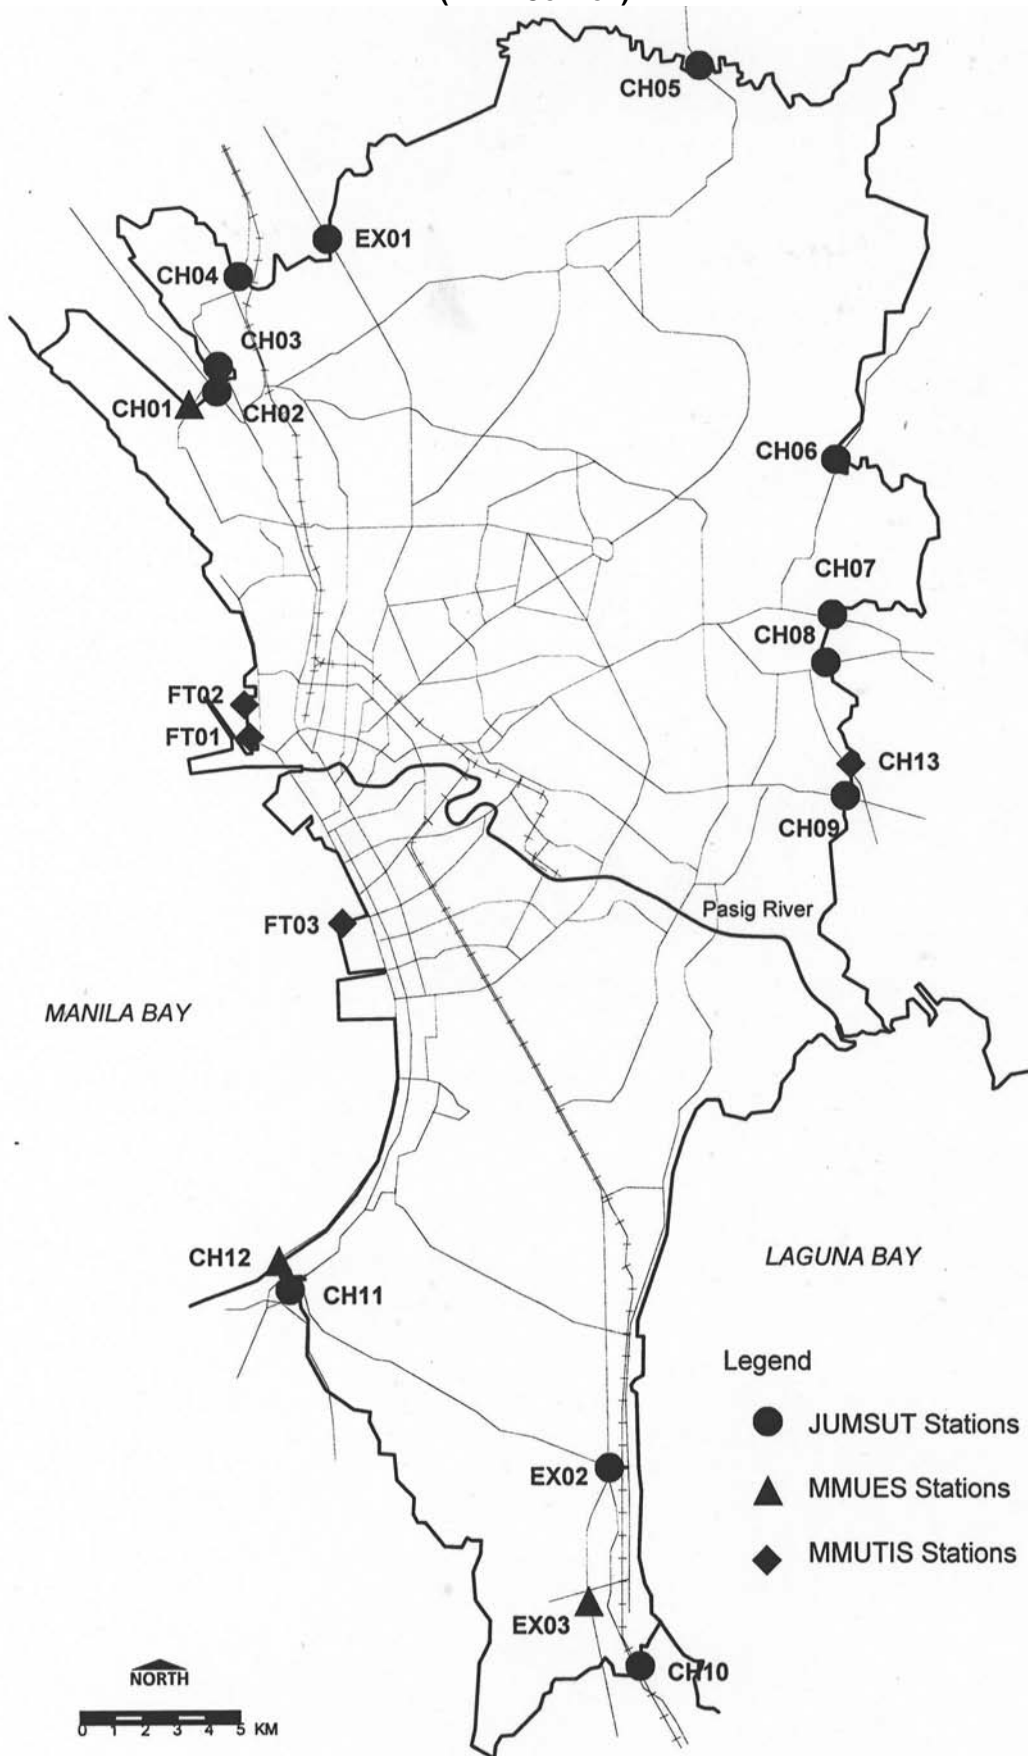 CH05
EX01
CH04
CH03
CH01
CH02
CH06
CH07
CH08
FT02
FT01
CH13
CH09
Pasig River
FT03
MANILA BAY
CH12
LAGUNA BAY
CH11
Legend
JUMSUT Stations
EX02
MMUES Stations
MMUTIS Stations
EX03
CH10
NORTH
0 1 2 3 4 5 KM